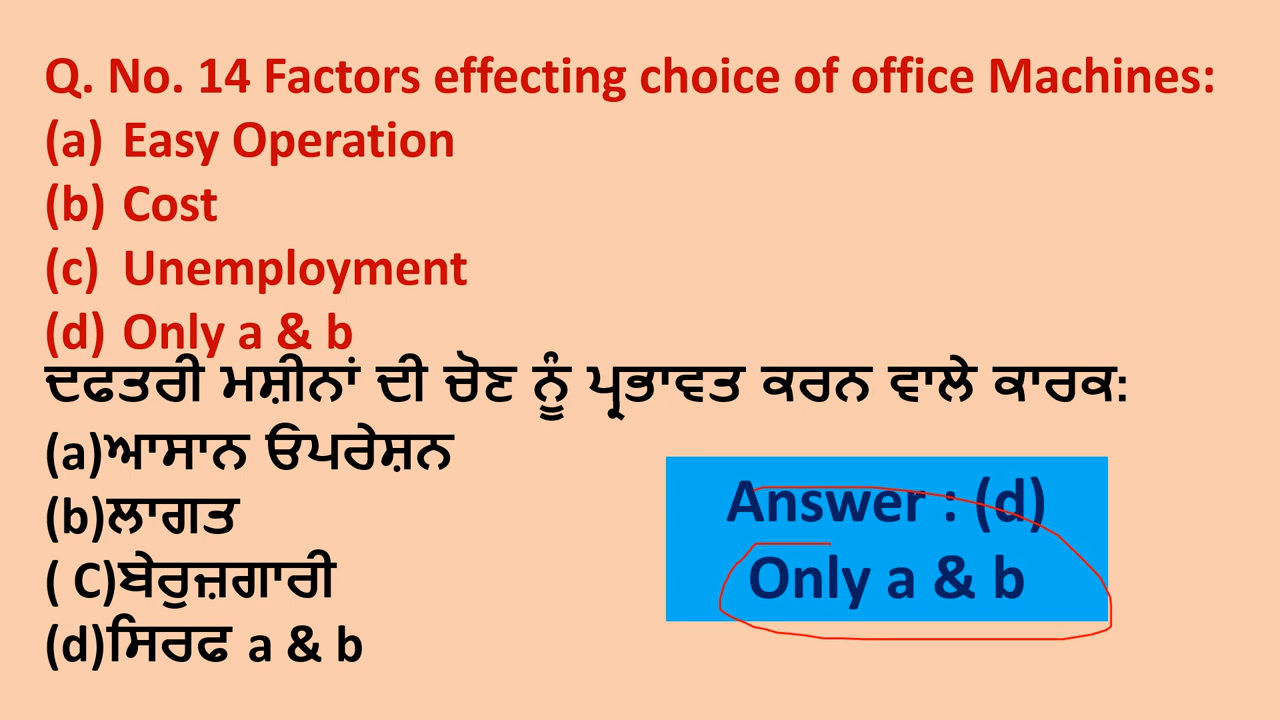 Q. No. 14 Factors effecting choice of office Machines:
(a) Easy Operation
(b) Cost
(c) Unemployment
(d) Only a & b
ਦਫਤਰੀ ਮਸ਼ੀਨਾਂ ਦੀ ਚੋਣ ਨੂੰ ਪ੍ਰਭਾਵਤ ਕਰਨ ਵਾਲੇ ਕਾਰਕ:
(a)ਆਸਾਨ ਓਪਰੇਸ਼ਨ
(b)ਲਾਗਤ
( C)ਬੇਰੁਜ਼ਗਾਰੀ
(d)ਸਿਰਫ a & b
Answer : (d)
Only a & b